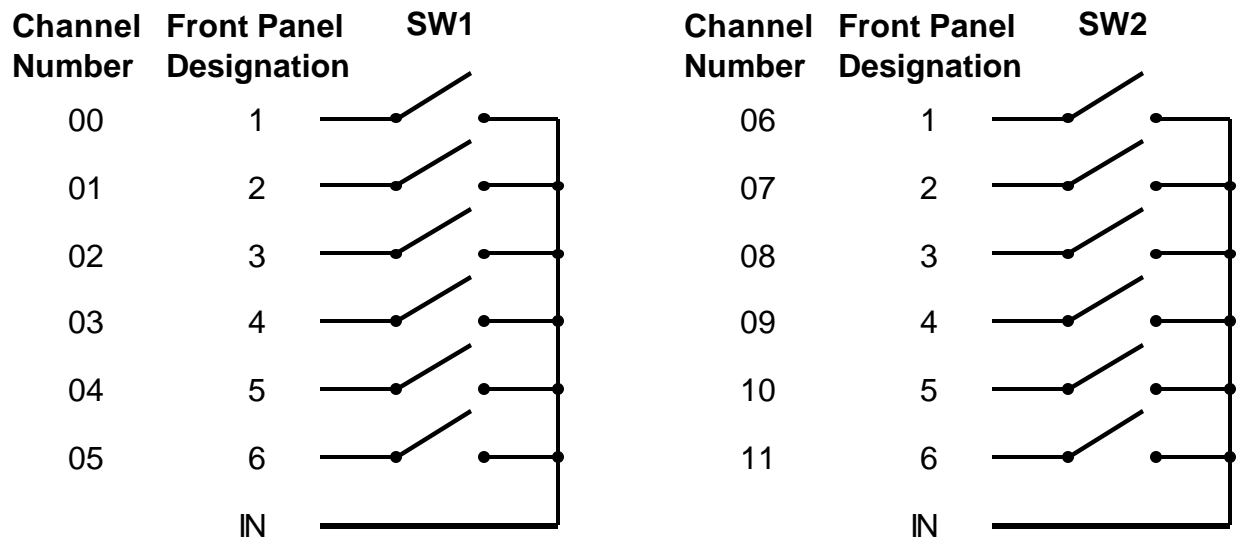 Channel Front Panel SW1
Number Designation
00 1
01 2
02 3
03 4
04 5
05 6
IN
Channel Front Panel SW2
Number Designation
06 1
07 2
08 3
09 4
10 5
11 6
IN